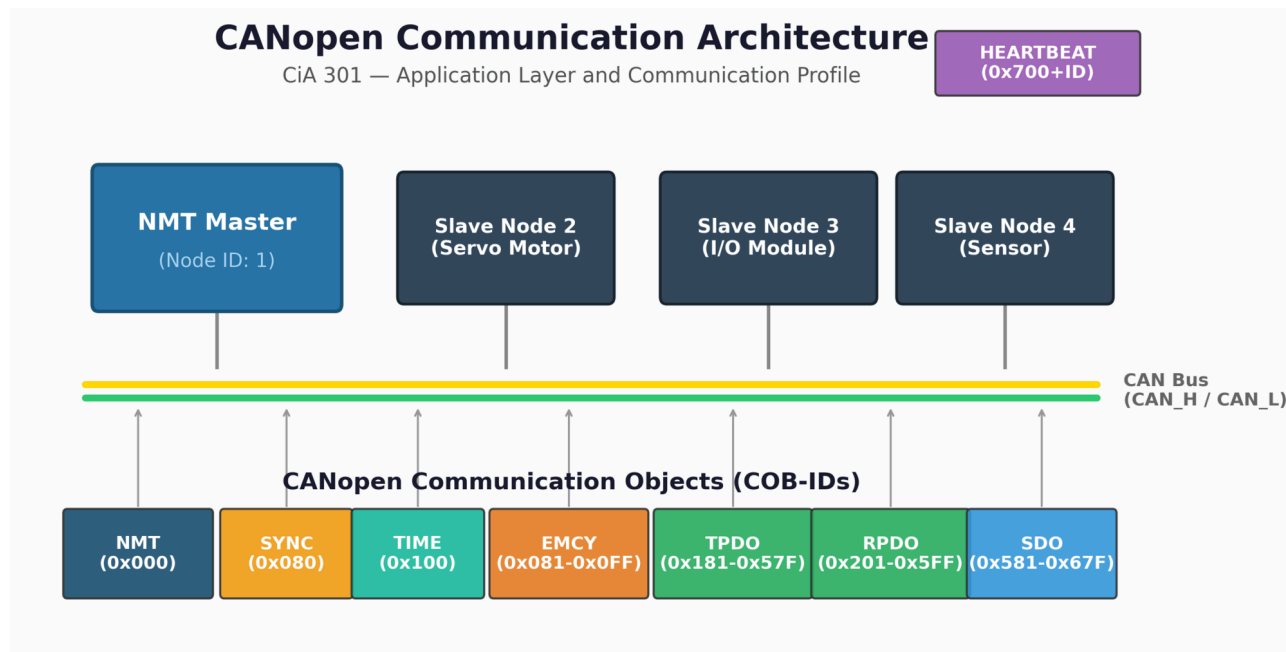 CANopen Communication Architecture
CiA 301 — Application Layer and Communication Profile
HEARTBEAT
(0x700+ID)
NMT Master
(Node ID: 1)
Slave Node 2
(Servo Motor)
Slave Node 3
(I/O Module)
Slave Node 4
(Sensor)
CAN Bus
(CAN_H / CAN_L)
CANopen Communication Objects (COB-IDs)
NMT
(0x000)
SYNC
(0x080)
TIME
(0x100)
EMCY
(0x081-0x0FF)
TPDO
(0x181-0x57F)
RPDO
(0x201-0x5FF)
SDO
(0x581-0x67F)